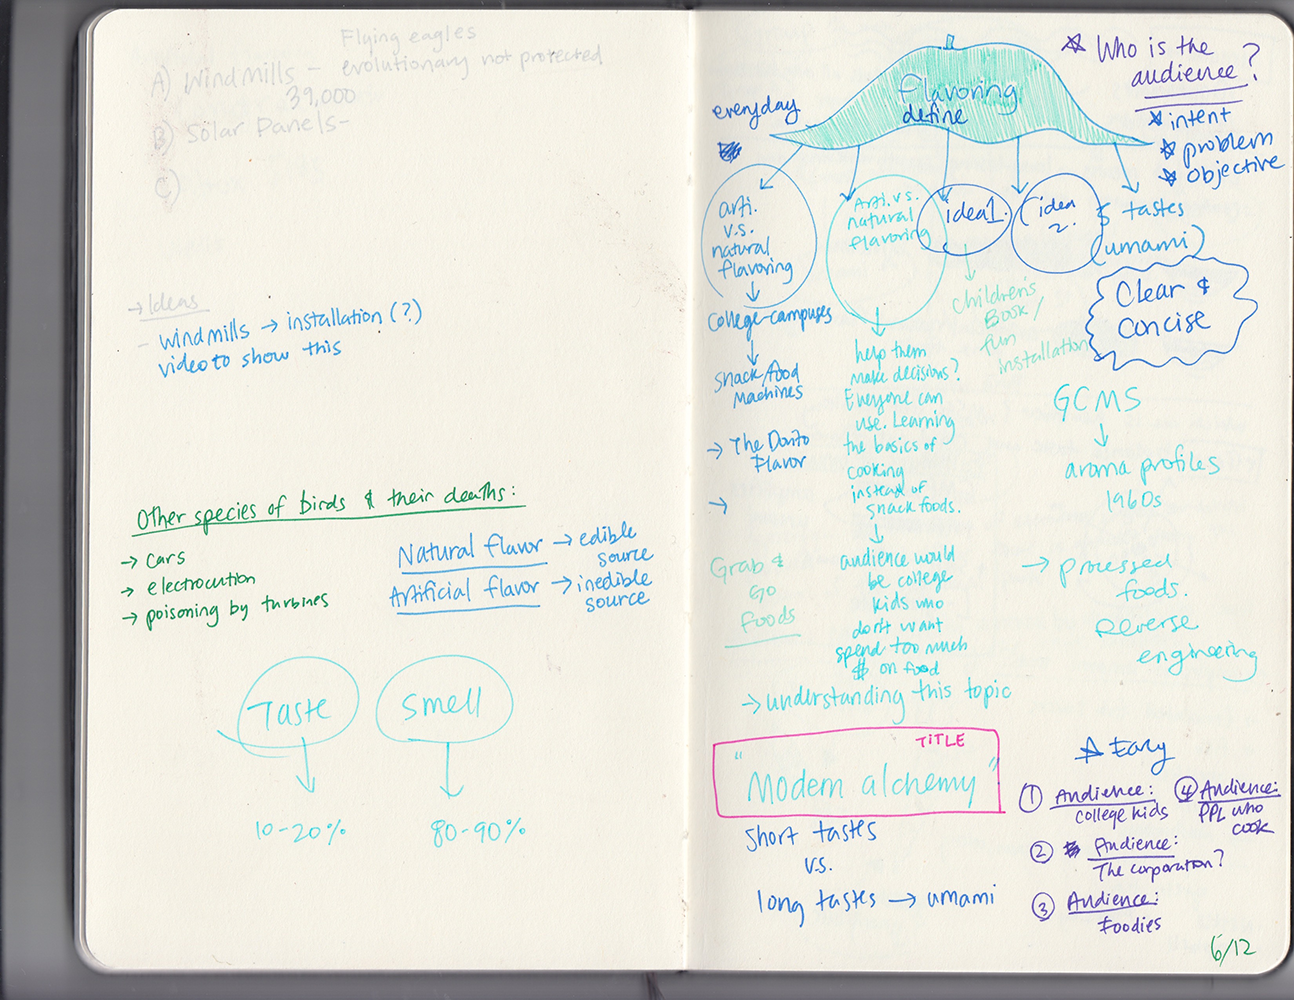 Flying eagles
A) Windmills - evolutionary not protected
39,000
B) Solar Panels-
C)
→ Ideas
- windmills → installation (?)
video to show this
Other species of birds & their deaths:
→ cars
→ electrocution
→ poisoning by turbines
Natural flavor → edible
source
Artificial flavor → inedible
source
Taste
Smell
10-20%
80-90%
Who is the
audience?
intent
problem
objective
Flavoring
define
everyday
arti.
v.s.
natural
flavoring
college-campuses
snack/food
Machines
→ The Dorito
Flavor
→
Grab &
Go
Foods
Arti. vs.
natural
flavoring
help them
make decisions?
Everyone can
use. Learning
the basics of
cooking
instead of
snack foods.
audience would
be college
kids who
don't want
spend too much
$ on food
→ understanding this topic
idea 1.
children's
Book/
fun
installation
idea
2.
5 tastes
(umami)
Clear &
concise
GCMS
aroma profiles
1960s
→ processed
foods.
Reverse
engineering
TITLE
"Modern alchemy"
short tastes
v.s.
long tastes → umami
① Audience:
college kids
② Audience:
The corporation?
③ Audience:
Foodies
④ Audience:
PPL who
cook
6/12